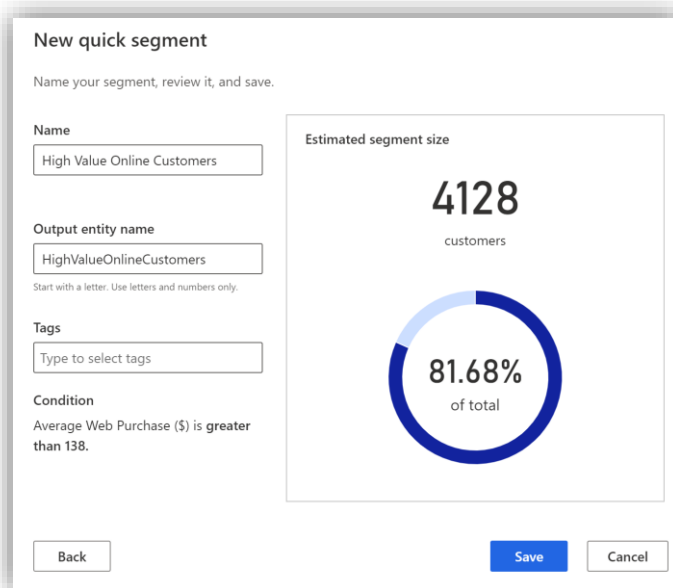 New quick segment
Name your segment, review it, and save.
Name
High Value Online Customers
Output entity name
HighValueOnlineCustomers
Start with a letter. Use letters and numbers only.
Tags
Type to select tags
Condition
Average Web Purchase ($) is greater
than 138.
Estimated segment size
4128
customers
81.68%
of total
Back
Save
Cancel